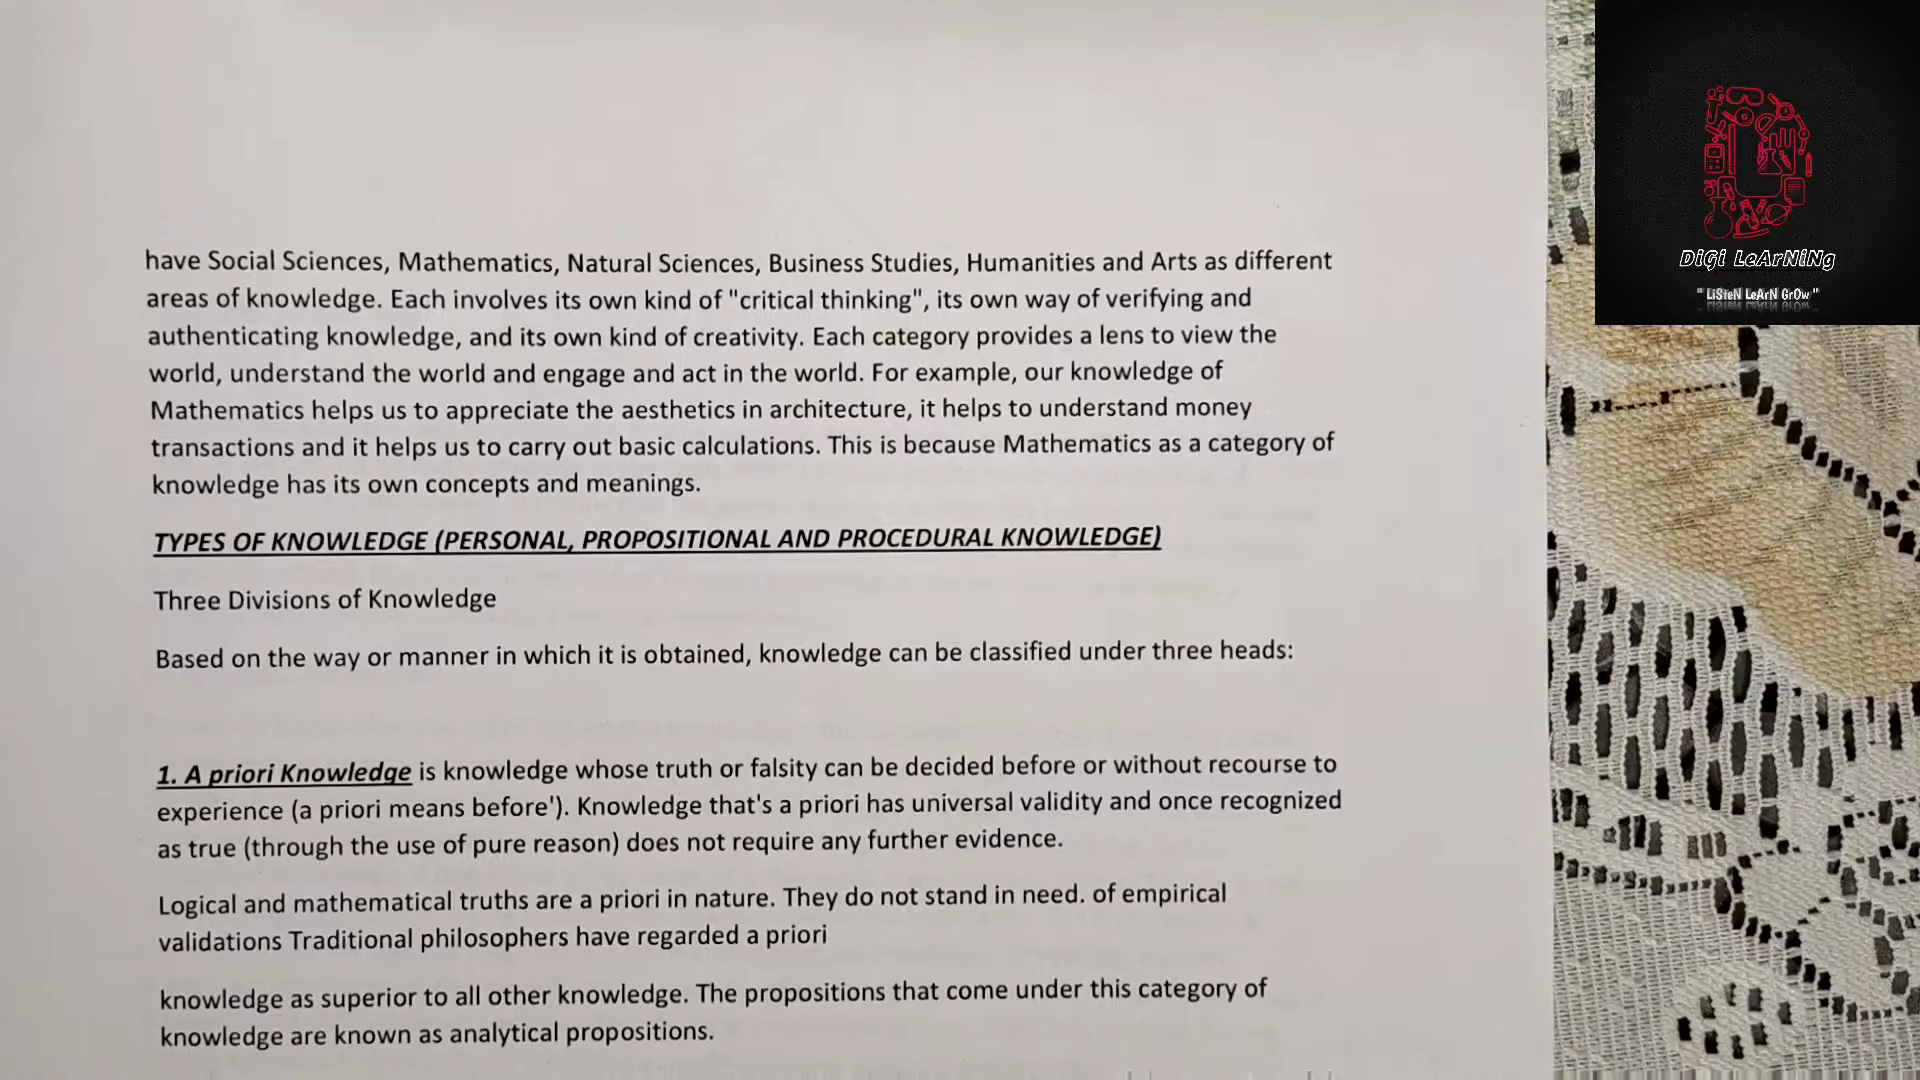 have Social Sciences, Mathematics, Natural Sciences, Business Studies, Humanities and Arts as different
areas of knowledge. Each involves its own kind of "critical thinking", its own way of verifying and
authenticating knowledge, and its own kind of creativity. Each category provides a lens to view the
world, understand the world and engage and act in the world. For example, our knowledge of
Mathematics helps us to appreciate the aesthetics in architecture, it helps to understand money
transactions and it helps us to carry out basic calculations. This is because Mathematics as a category of
knowledge has its own concepts and meanings.
TYPES OF KNOWLEDGE (PERSONAL, PROPOSITIONAL AND PROCEDURAL KNOWLEDGE)
Three Divisions of Knowledge
Based on the way or manner in which it is obtained, knowledge can be classified under three heads:
1. A priori Knowledge is knowledge whose truth or falsity can be decided before or without recourse to
experience (a priori means before'). Knowledge that's a priori has universal validity and once recognized
as true (through the use of pure reason) does not require any further evidence.
Logical and mathematical truths are a priori in nature. They do not stand in need. of empirical
validations Traditional philosophers have regarded a priori
knowledge as superior to all other knowledge. The propositions that come under this category of
knowledge are known as analytical propositions.
DiGi LeArNiNg
" LiSteN LeArN GrOw "